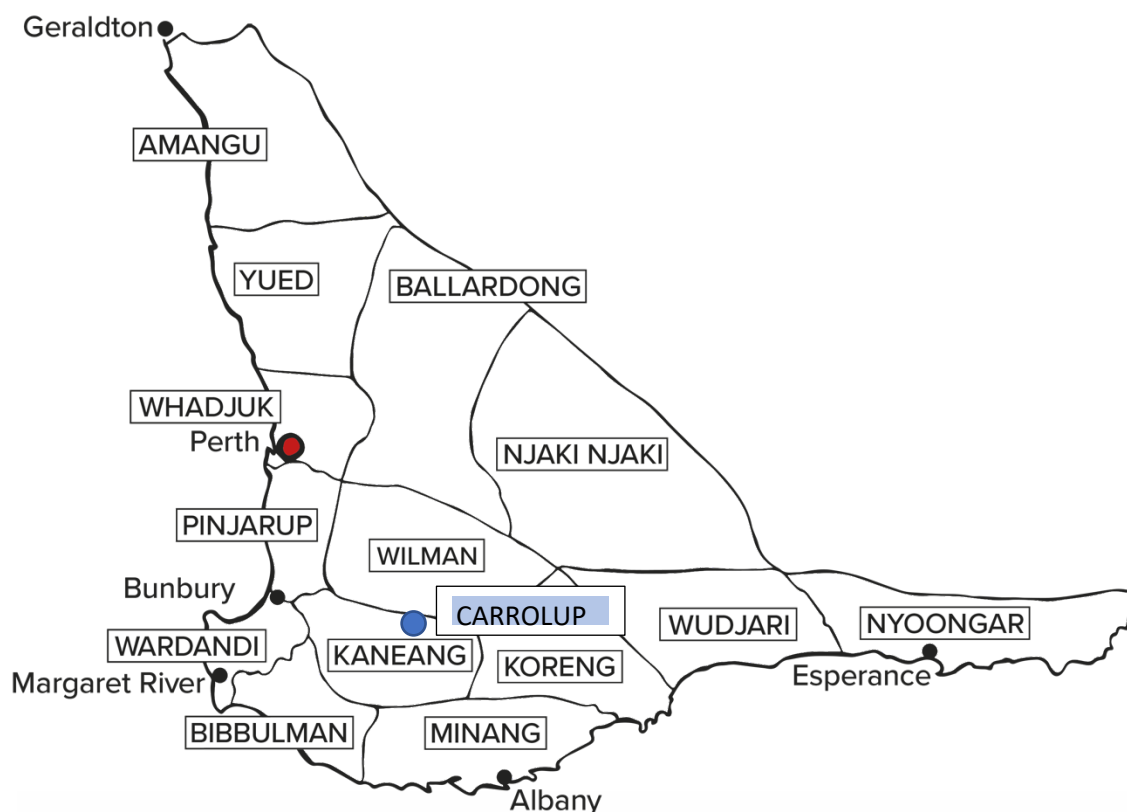 Geraldton
AMANGU
YUED
BALLARDONG
WHADJUK
Perth
NJAKI NJAKI
PINJARUP
WILMAN
Bunbury
CARROLUP
WUDJARI
NYOONGAR
WARDANDI
KANEANG
KORENG
Esperance
Margaret River
BIBBULMAN
MINANG
Albany